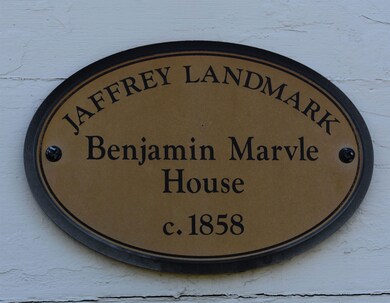 JAFFREY LANDMARK
Benjamin Marvle
House
c. 1858